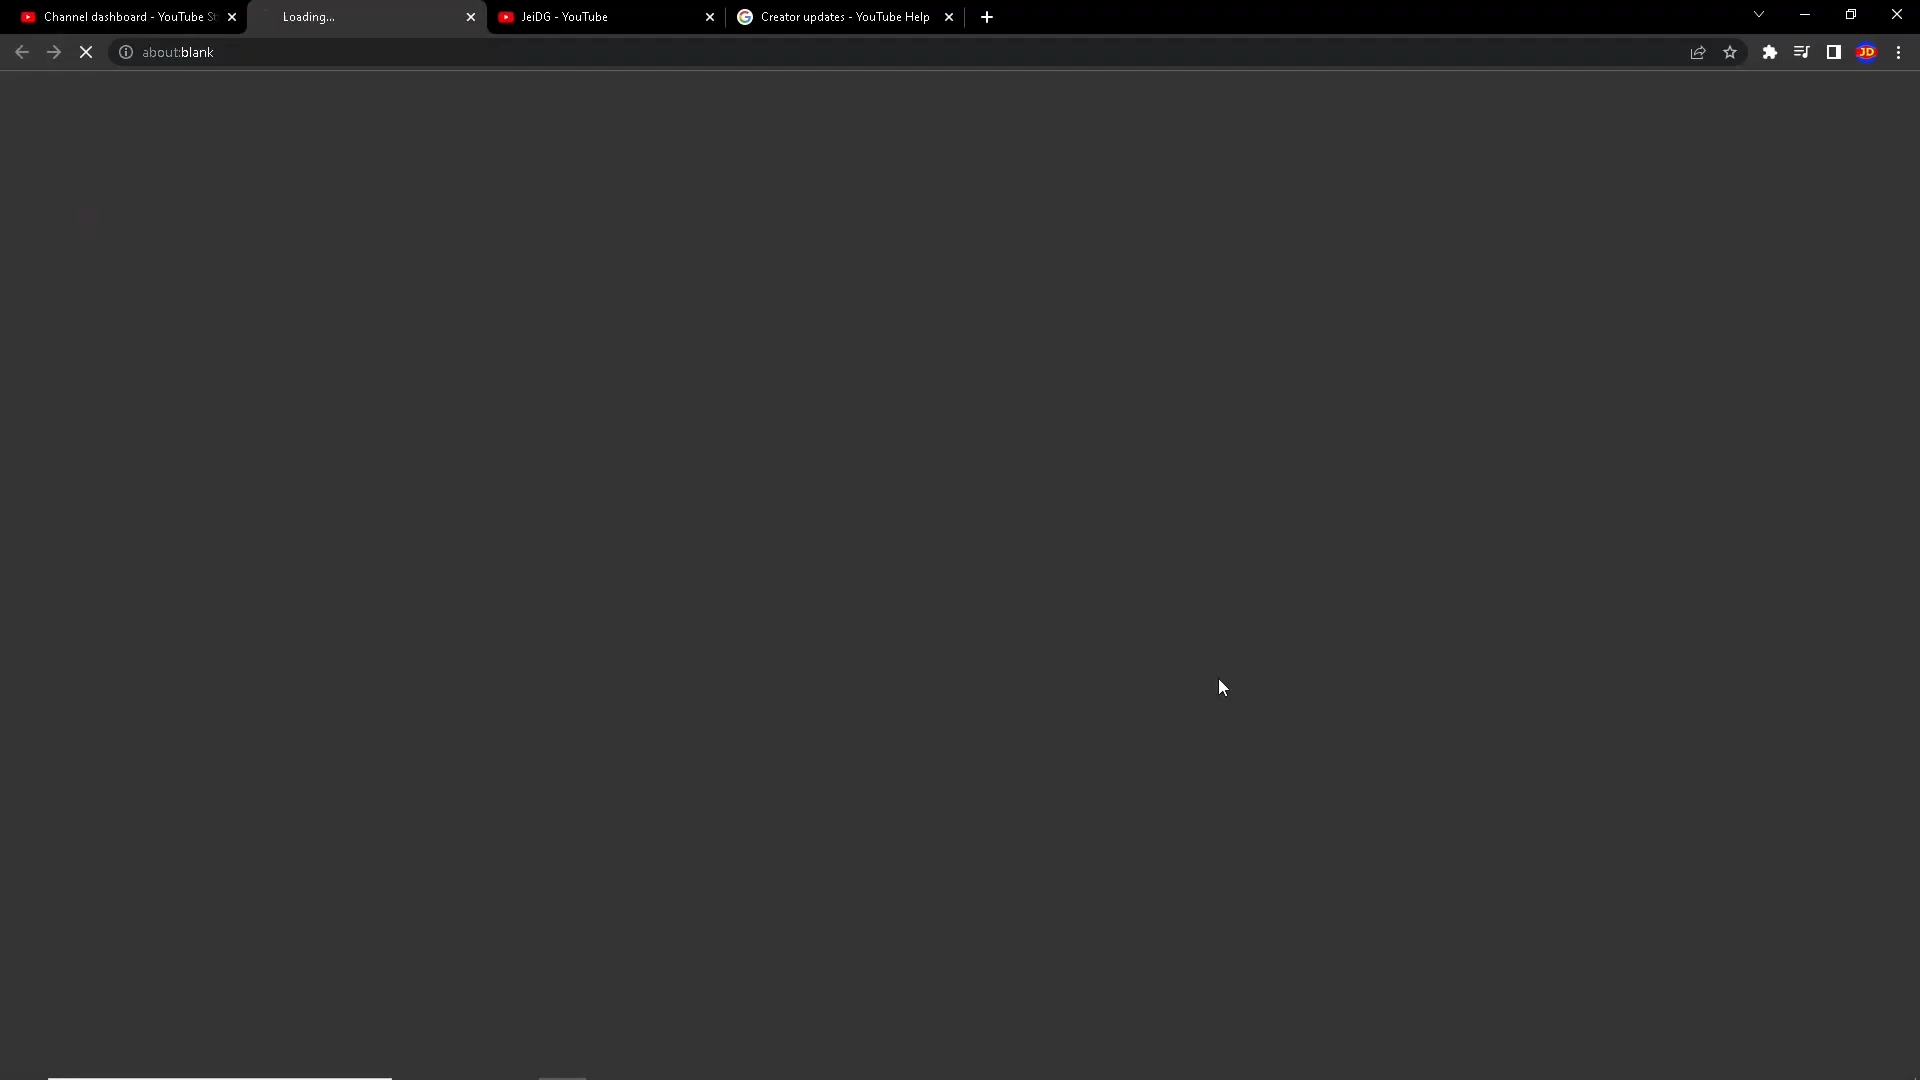 Channel dashboard - YouTube St
Loading...
JeiDG - YouTube
Creator updates - YouTube Help
about:blank
JD